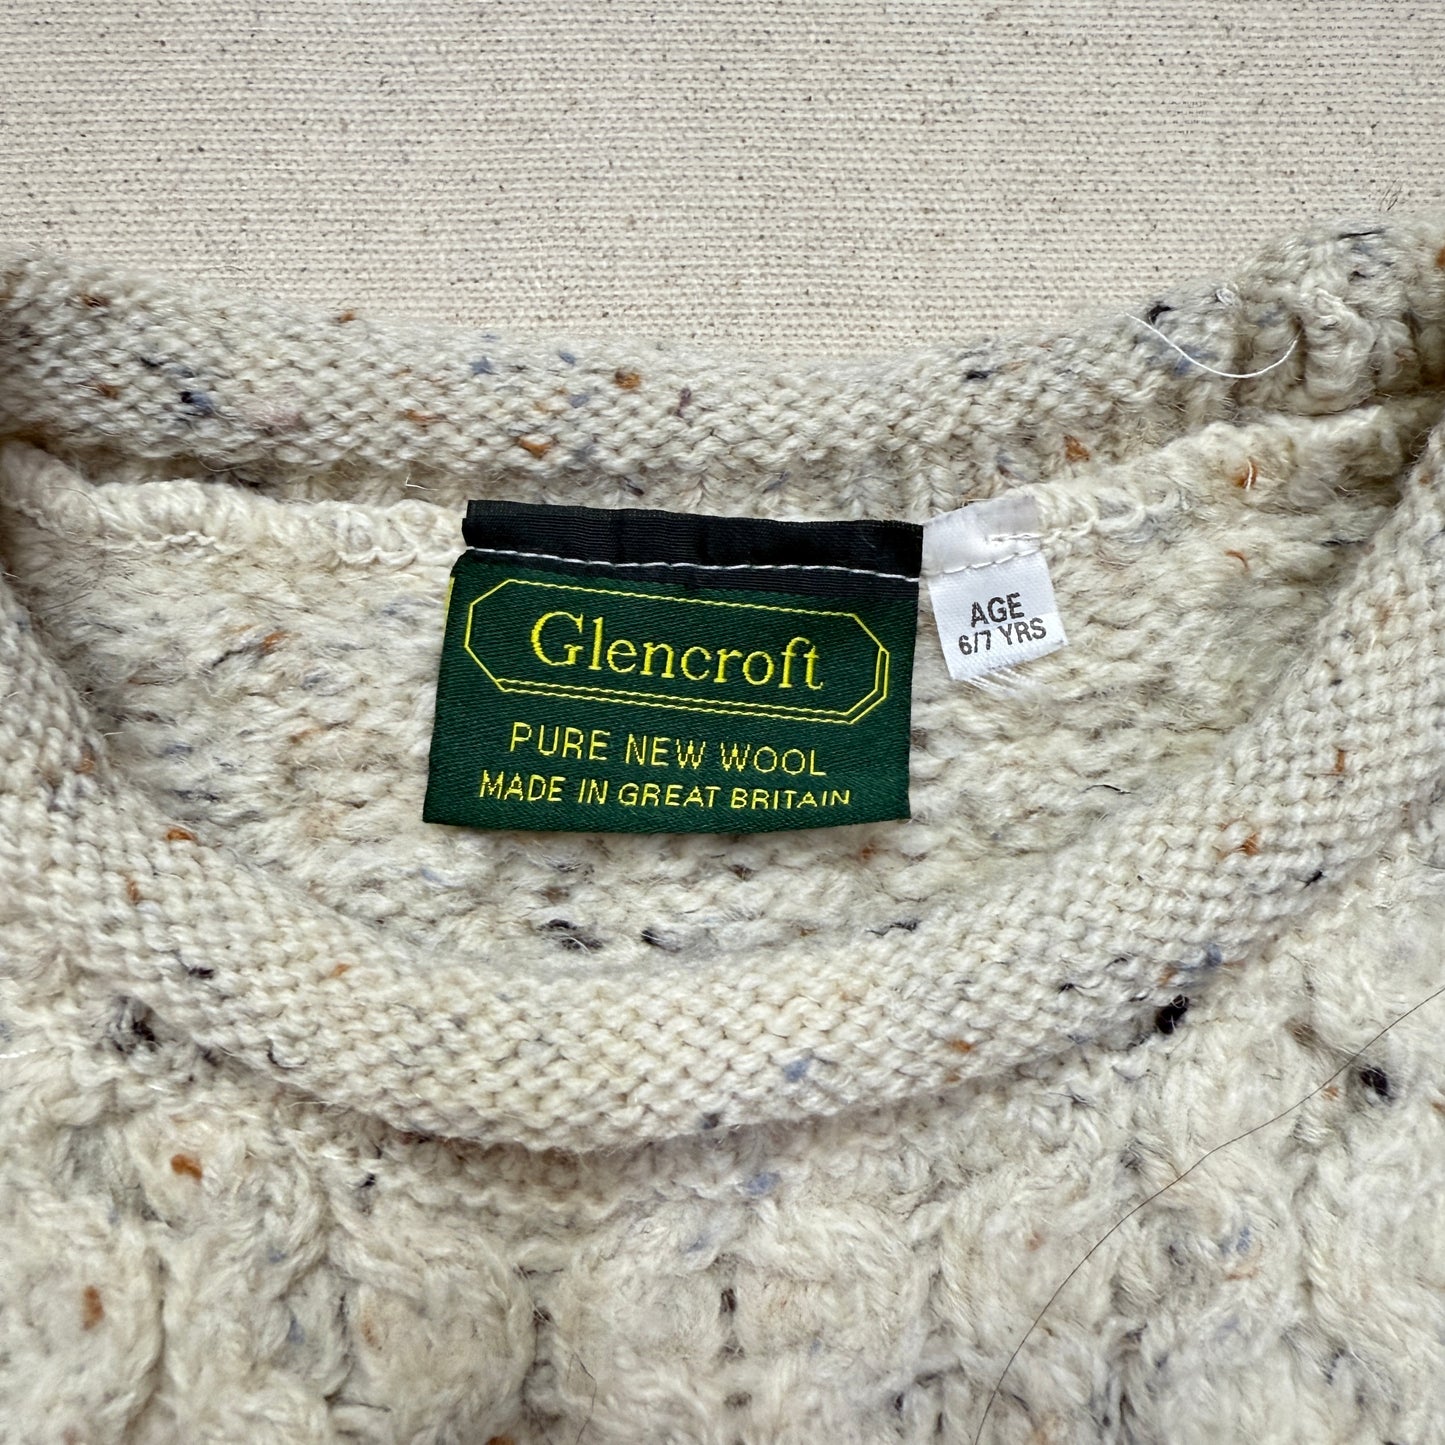 Glencroft
PURE NEW WOOL
MADE IN GREAT BRITAIN
AGE
6/7 YRS